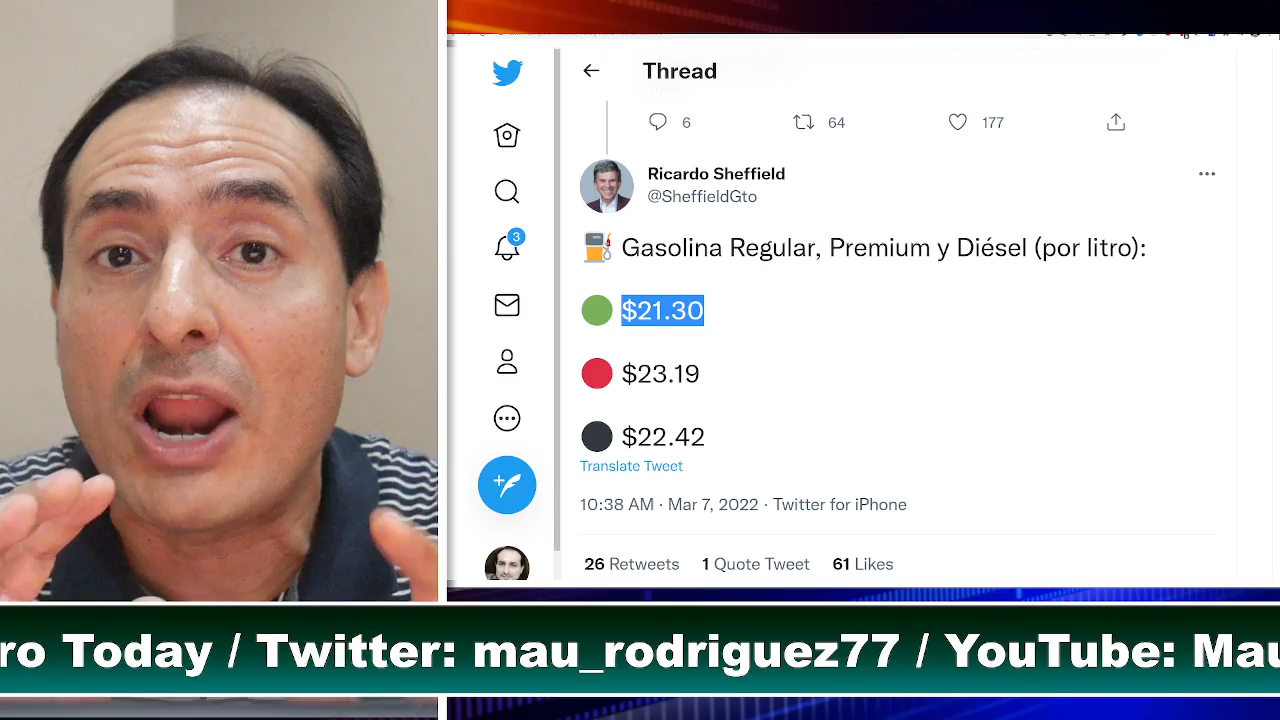 Thread
6 64 177
Ricardo Sheffield
@SheffieldGto
3
Gasolina Regular, Premium y Diésel (por litro):
$21.30
$23.19
$22.42
Translate Tweet
10:38 AM · Mar 7, 2022 · Twitter for iPhone
26 Retweets 1 Quote Tweet 61 Likes
ro Today / Twitter: mau_rodriguez77 / YouTube: Mau